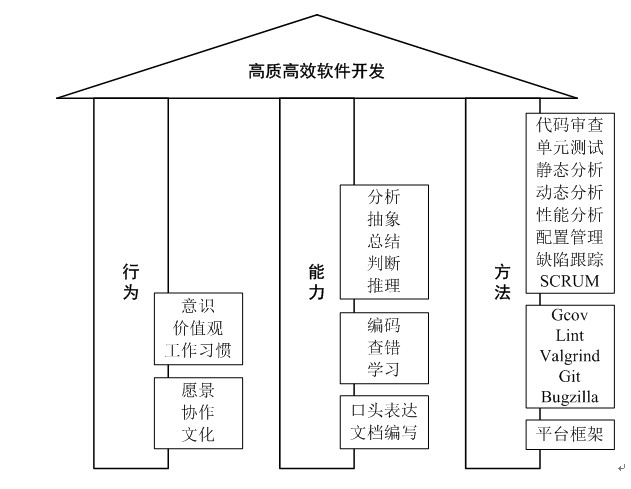 高质高效软件开发
行为
意识
价值观
工作习惯
愿景
协作
文化
能力
分析
抽象
总结
判断
推理
编码
查错
学习
口头表达
文档编写
方法
代码审查
单元测试
静态分析
动态分析
性能分析
配置管理
缺陷跟踪
SCRUM
Gcov
Lint
Valgrind
Git
Bugzilla
平台框架